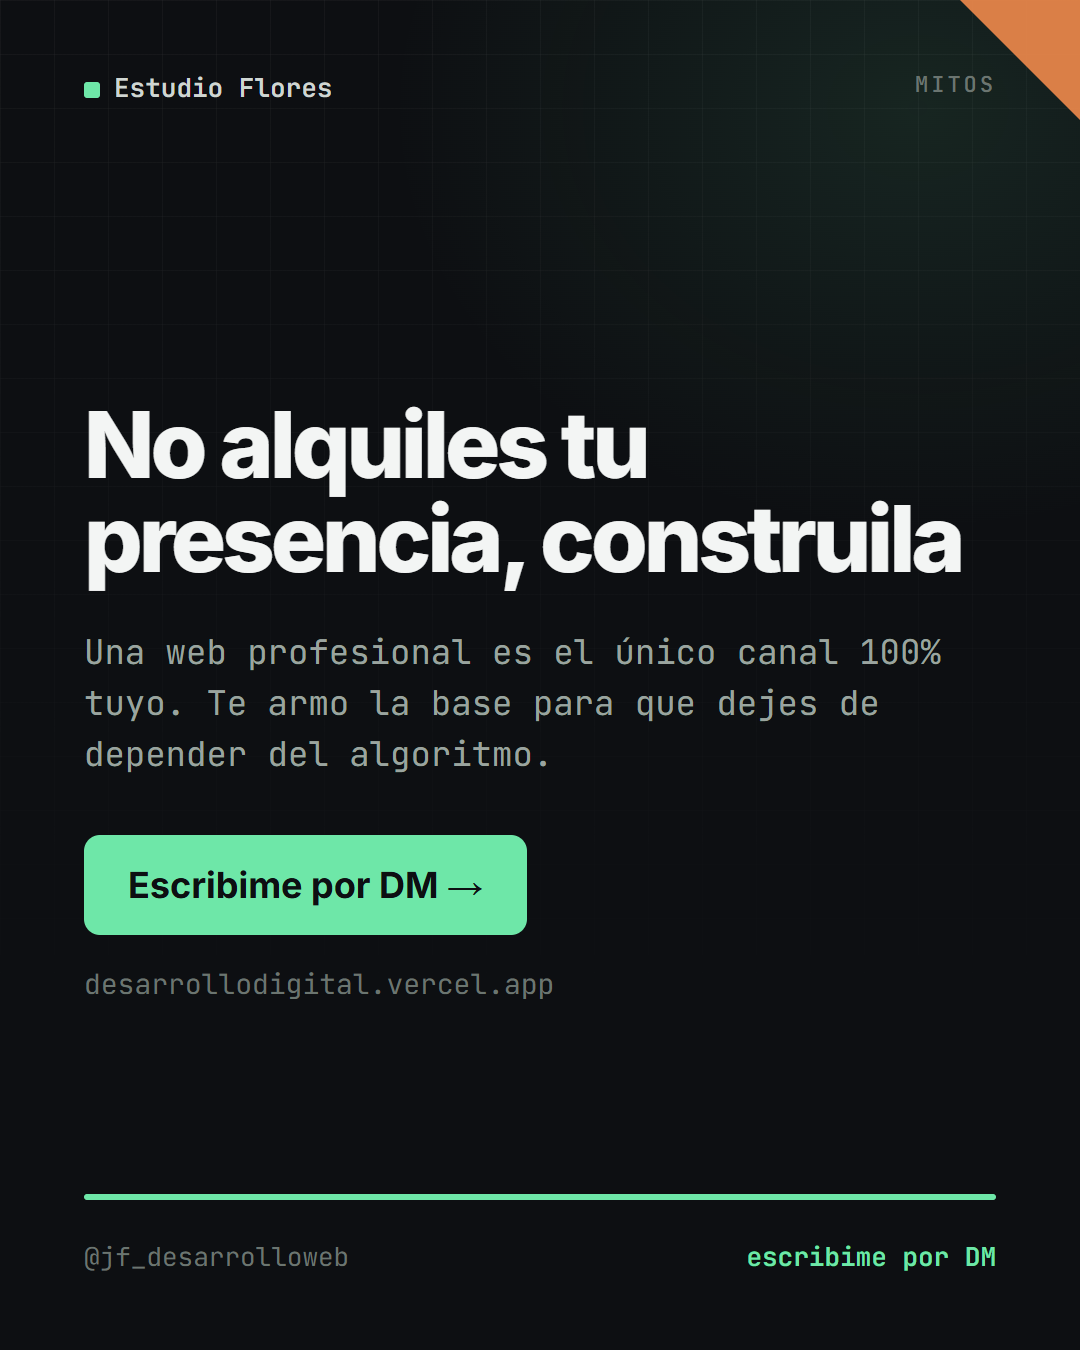 Estudio Flores
MITOS
No alquiles tu
presencia, construila
Una web profesional es el único canal 100%
tuyo. Te armo la base para que dejes de
depender del algoritmo.
Escribime por DM →
desarrollodigital.vercel.app
@jf_desarrolloweb
escribime por DM